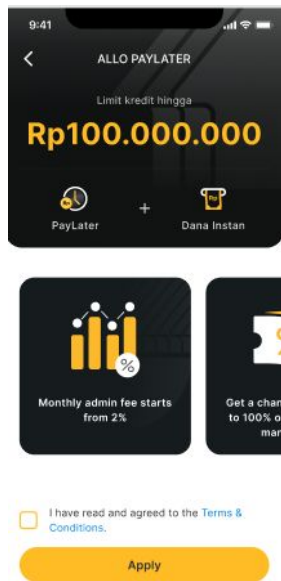 9:41
ALLO PAYLATER
Limit kredit hingga
Rp100.000.000
Rp
PayLater
+
Dana Instan
%
Monthly admin fee starts
from 2%
Get a chan
to 100% o
mar
I have read and agreed to the Terms &
Conditions.
Apply